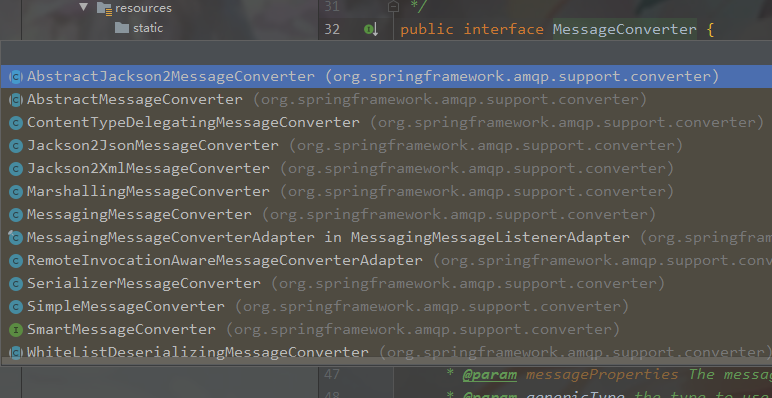 resources
static
31 */
32 public interface MessageConverter {
AbstractJackson2MessageConverter (org.springframework.amqp.support.converter)
AbstractMessageConverter (org.springframework.amqp.support.converter)
ContentTypeDelegatingMessageConverter (org.springframework.amqp.support.converter)
Jackson2JsonMessageConverter (org.springframework.amqp.support.converter)
Jackson2XmlMessageConverter (org.springframework.amqp.support.converter)
MarshallingMessageConverter (org.springframework.amqp.support.converter)
MessagingMessageConverter (org.springframework.amqp.support.converter)
MessagingMessageConverterAdapter in MessagingMessageListenerAdapter (org.springfram
RemoteInvocationAwareMessageConverterAdapter (org.springframework.amqp.support.conv
SerializerMessageConverter (org.springframework.amqp.support.converter)
SimpleMessageConverter (org.springframework.amqp.support.converter)
SmartMessageConverter (org.springframework.amqp.support.converter)
WhiteListDeserializingMessageConverter (org.springframework.amqp.support.converter)
47 * @param messageProperties The messag
48 * @param genericType the type to use